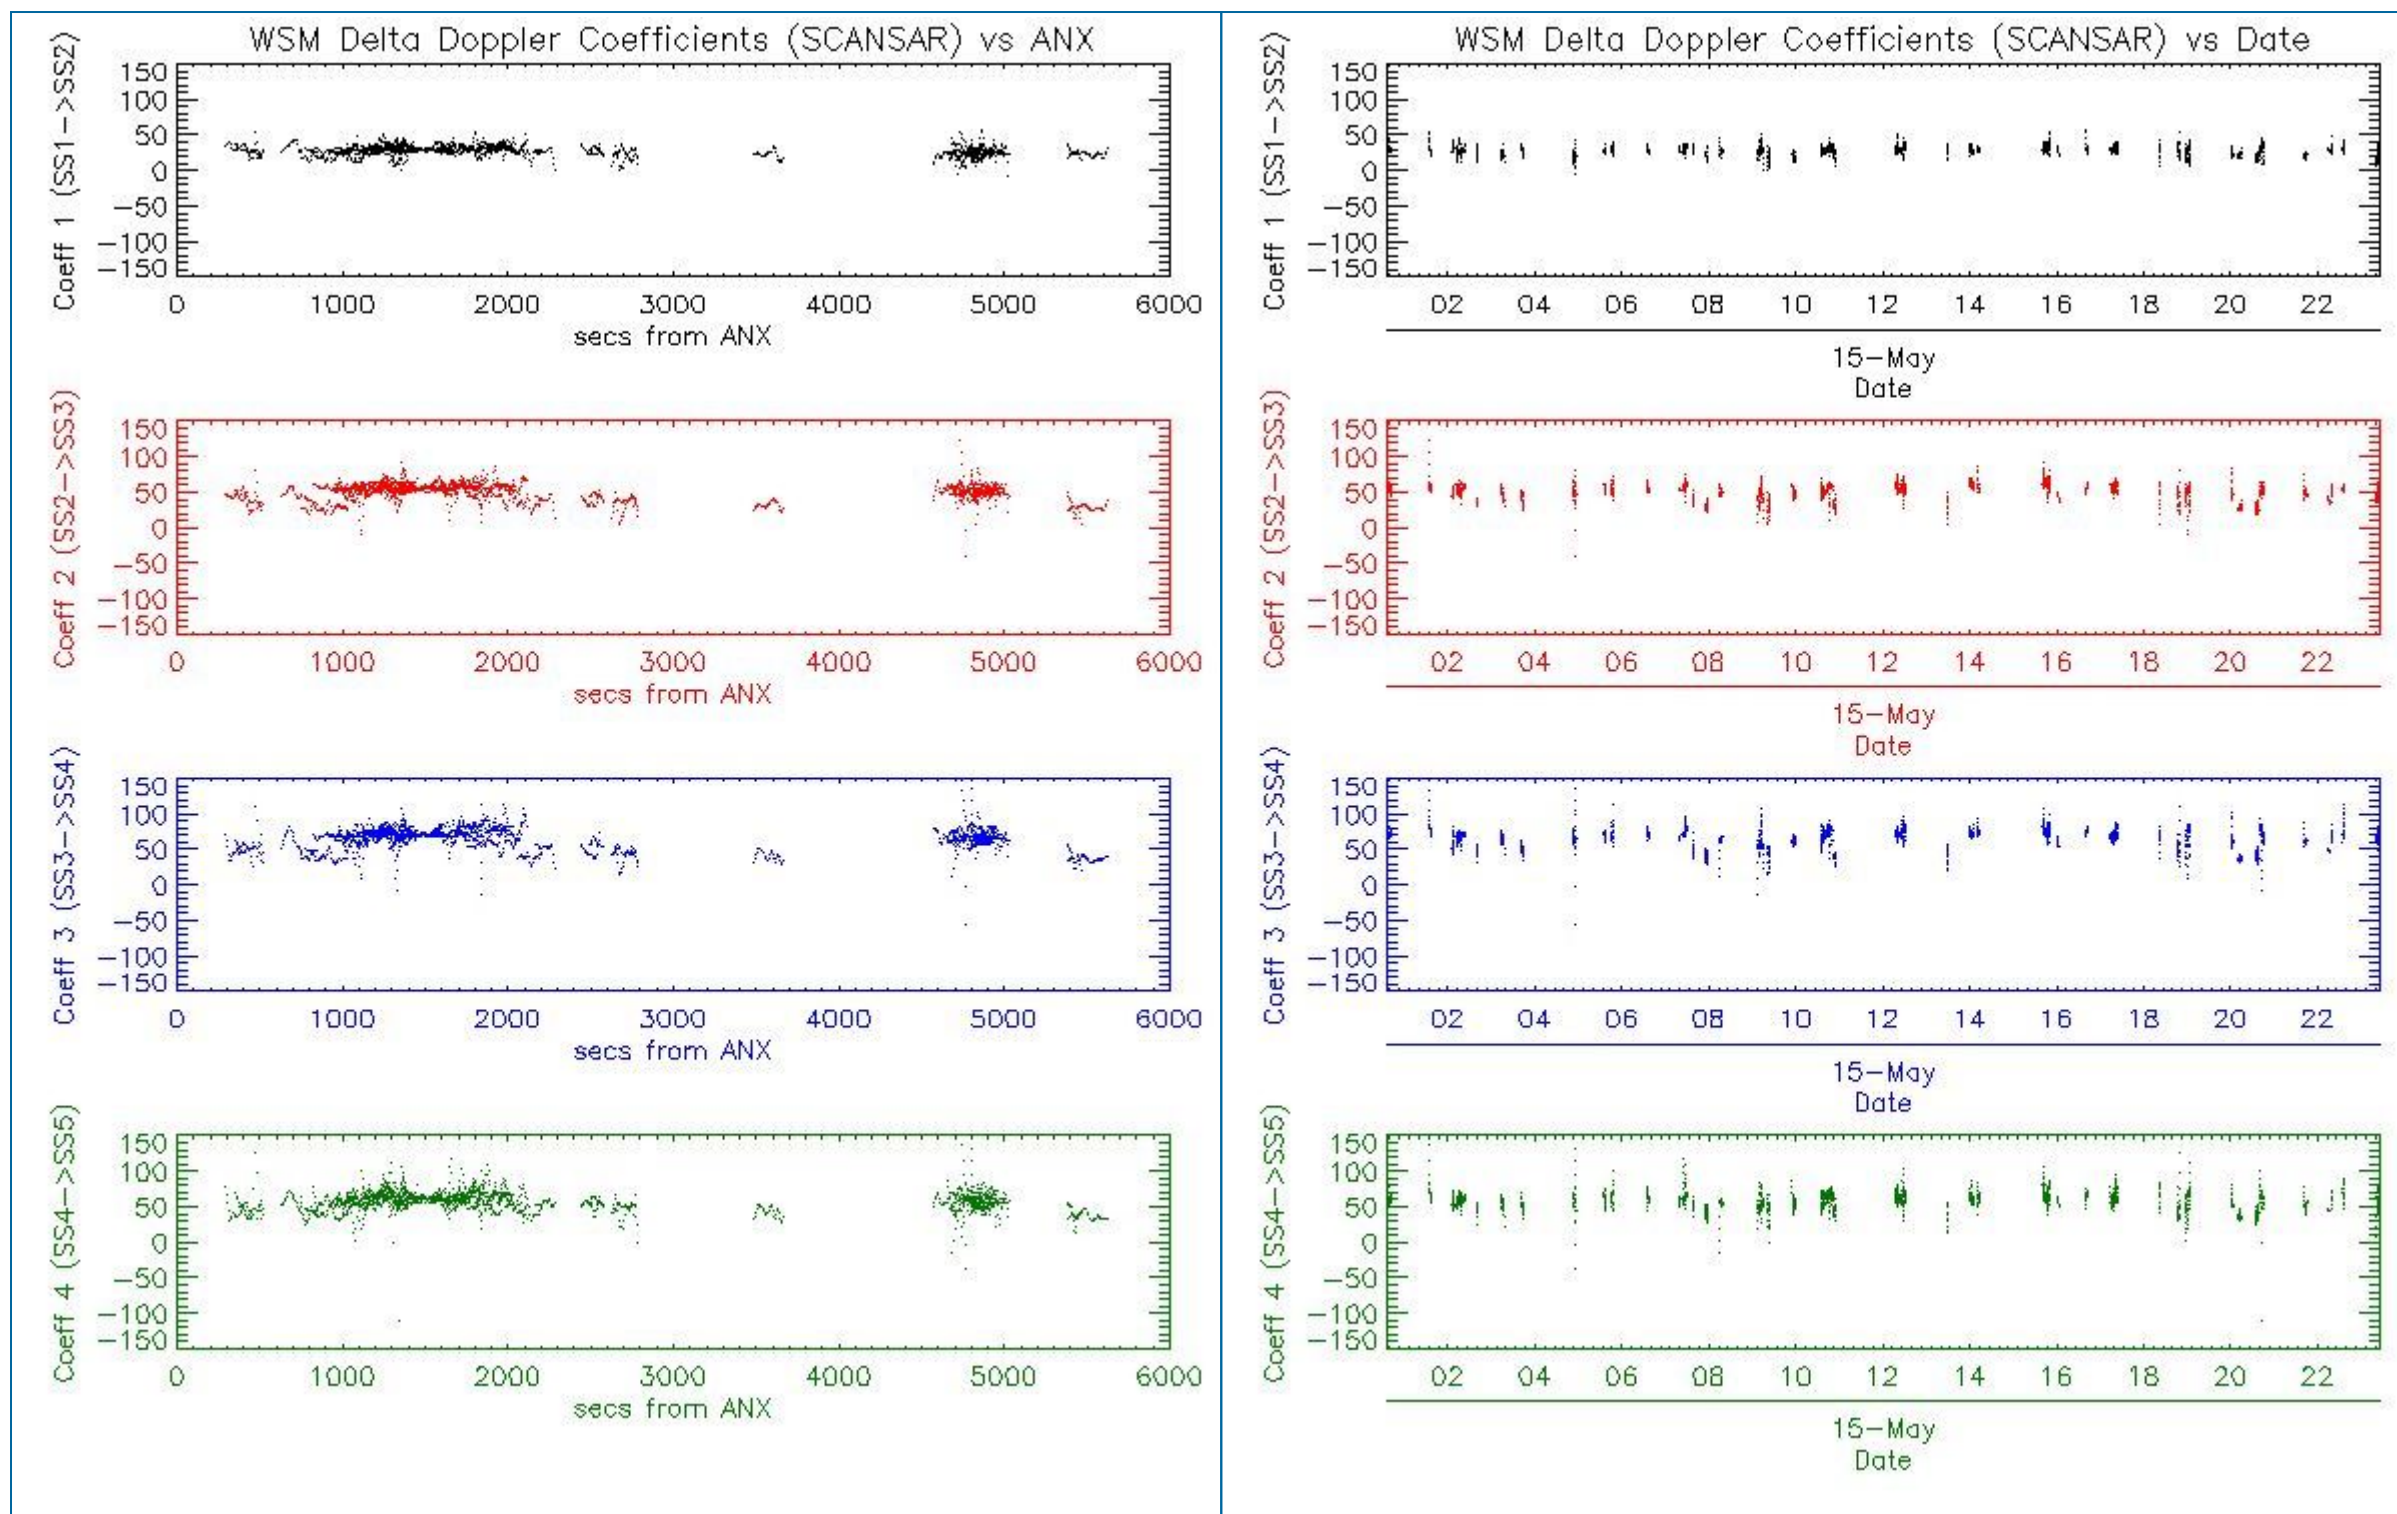 WSM Delta Doppler Coefficients (SCANSAR) vs ANX
Coeff 1 (SS1->SS2)
150
100
50
0
-50
-100
-150
0 1000 2000 3000 4000 5000 6000
secs from ANX
Coeff 2 (SS2->SS3)
150
100
50
0
-50
-100
-150
0 1000 2000 3000 4000 5000 6000
secs from ANX
Coeff 3 (SS3->SS4)
150
100
50
0
-50
-100
-150
0 1000 2000 3000 4000 5000 6000
secs from ANX
Coeff 4 (SS4->SS5)
150
100
50
0
-50
-100
-150
0 1000 2000 3000 4000 5000 6000
secs from ANX
WSM Delta Doppler Coefficients (SCANSAR) vs Date
Coeff 1 (SS1->SS2)
150
100
50
0
-50
-100
-150
02 04 06 08 10 12 14 16 18 20 22
15-May
Date
Coeff 2 (SS2->SS3)
150
100
50
0
-50
-100
-150
02 04 06 08 10 12 14 16 18 20 22
15-May
Date
Coeff 3 (SS3->SS4)
150
100
50
0
-50
-100
-150
02 04 06 08 10 12 14 16 18 20 22
15-May
Date
Coeff 4 (SS4->SS5)
150
100
50
0
-50
-100
-150
02 04 06 08 10 12 14 16 18 20 22
15-May
Date